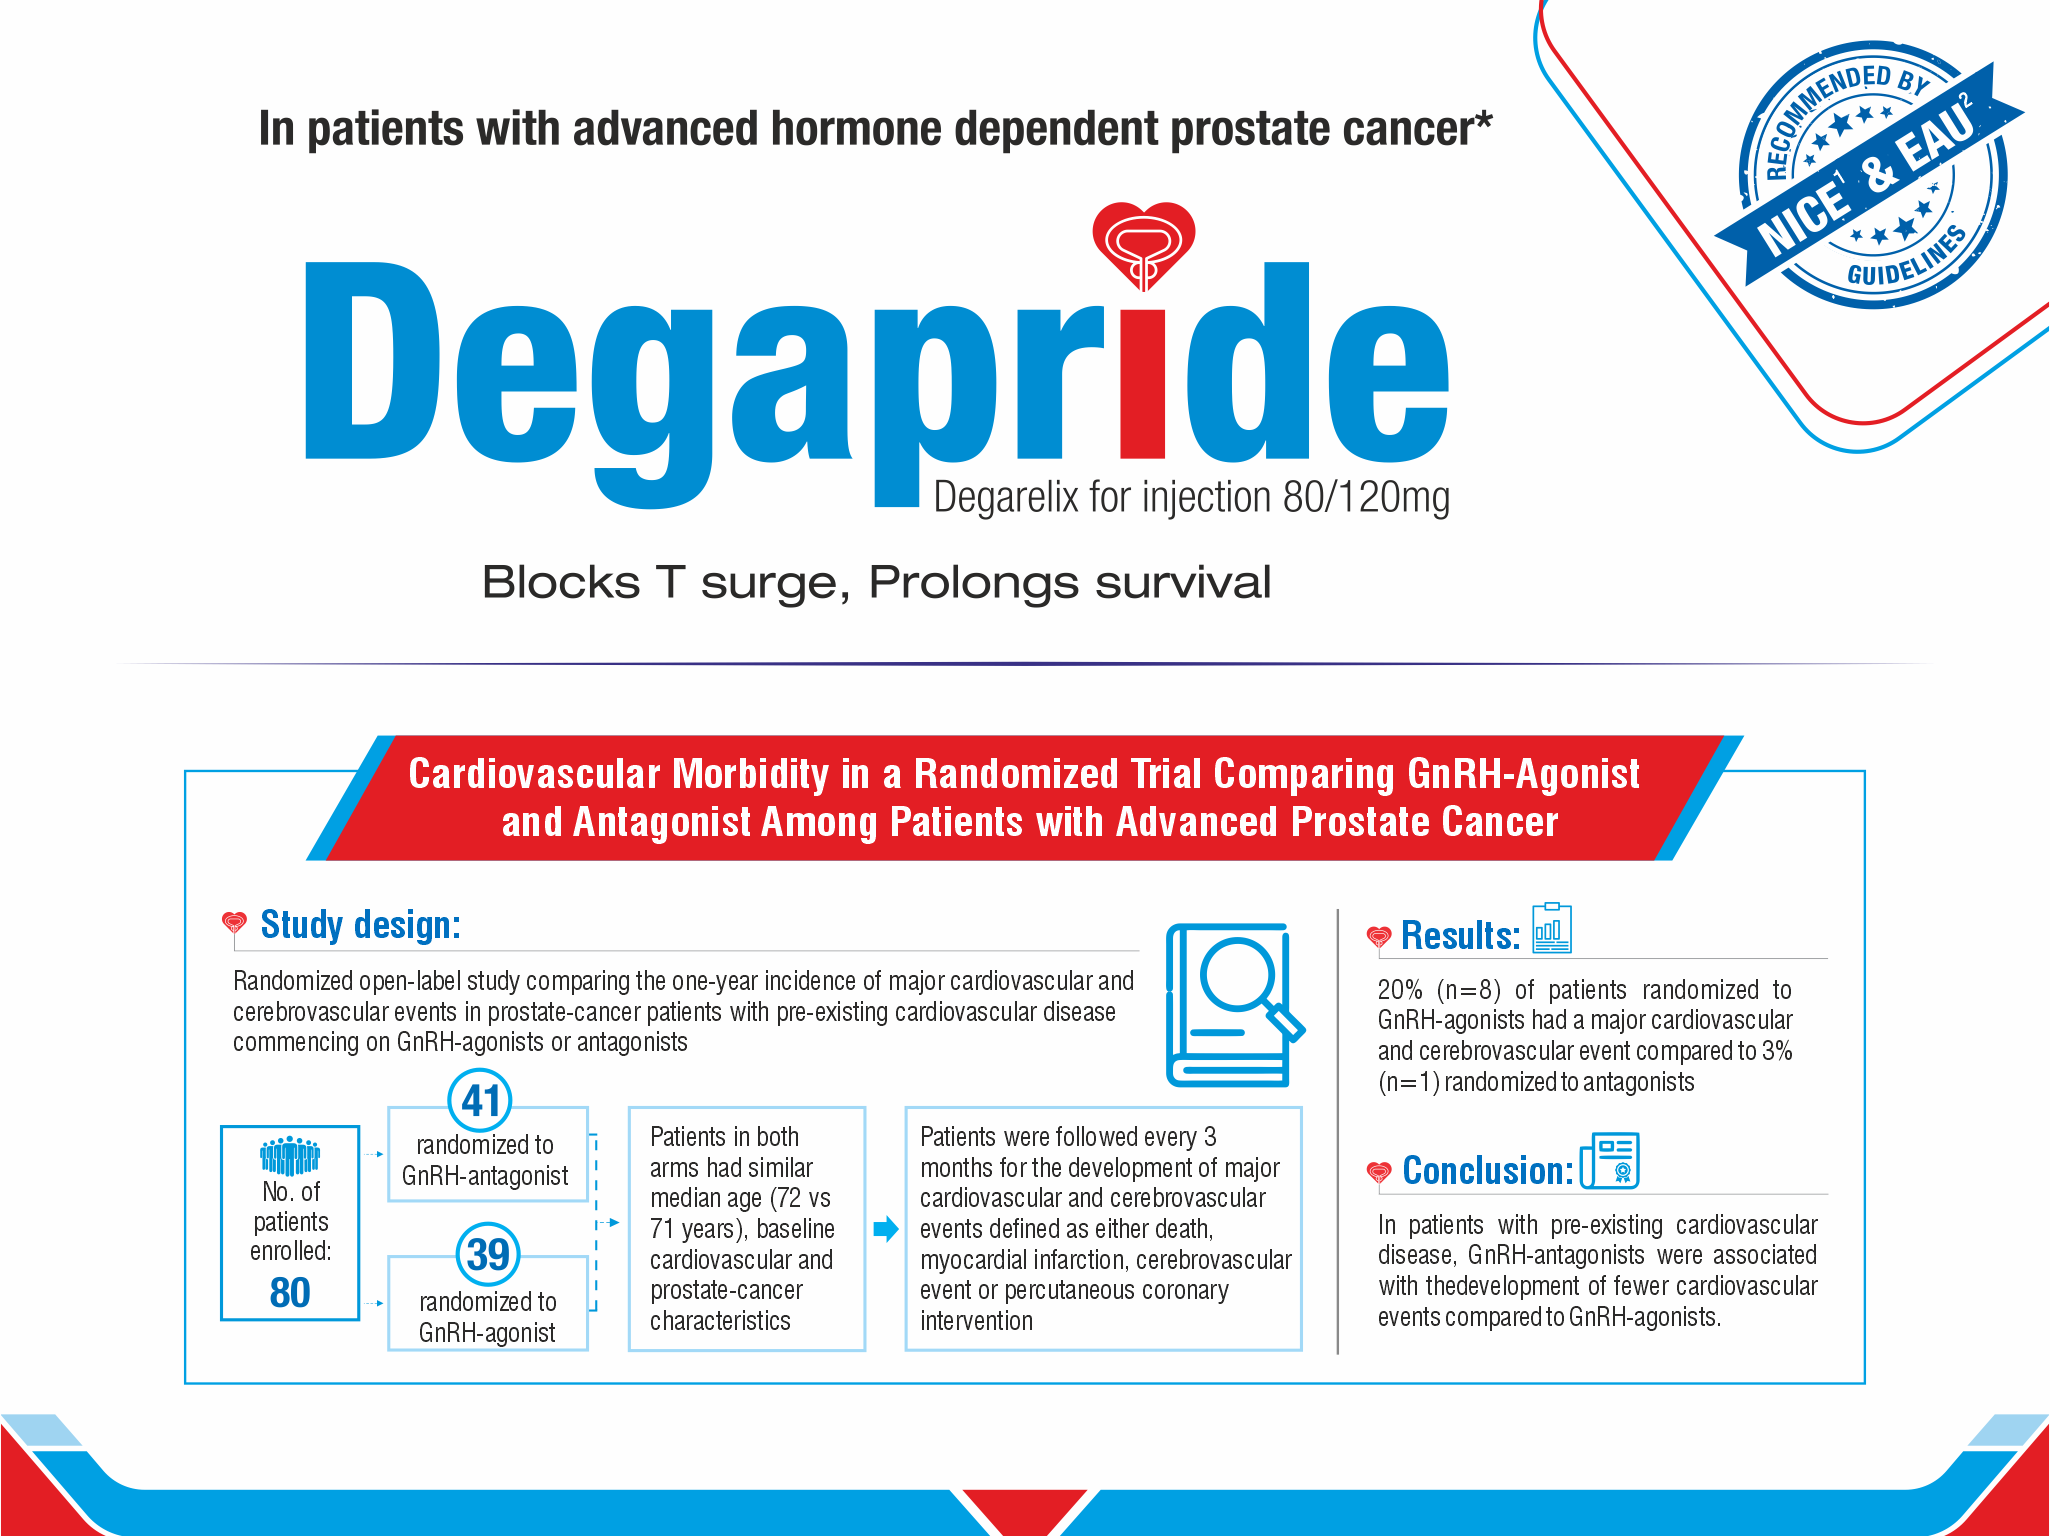 In patients with advanced hormone dependent prostate cancer*
RECOMMENDED BY
NICE¹ & EAU²
GUIDELINES
Degapride
Degarelix for injection 80/120mg
Blocks T surge, Prolongs survival
Cardiovascular Morbidity in a Randomized Trial Comparing GnRH-Agonist
and Antagonist Among Patients with Advanced Prostate Cancer
Study design:
Randomized open-label study comparing the one-year incidence of major cardiovascular and
cerebrovascular events in prostate-cancer patients with pre-existing cardiovascular disease
commencing on GnRH-agonists or antagonists
No. of
patients
enrolled:
80
41
randomized to
GnRH-antagonist
39
randomized to
GnRH-agonist
Patients in both
arms had similar
median age (72 vs
71 years), baseline
cardiovascular and
prostate-cancer
characteristics
Patients were followed every 3
months for the development of major
cardiovascular and cerebrovascular
events defined as either death,
myocardial infarction, cerebrovascular
event or percutaneous coronary
intervention
Results:
20% (n=8) of patients randomized to
GnRH-agonists had a major cardiovascular
and cerebrovascular event compared to 3%
(n=1) randomized to antagonists
Conclusion:
In patients with pre-existing cardiovascular
disease, GnRH-antagonists were associated
with thedevelopment of fewer cardiovascular
events compared to GnRH-agonists.